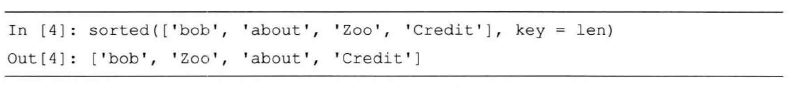 In [4]: sorted(['bob', 'about', 'Zoo', 'Credit'], key = len)
Out[4]: ['bob', 'Zoo', 'about', 'Credit']